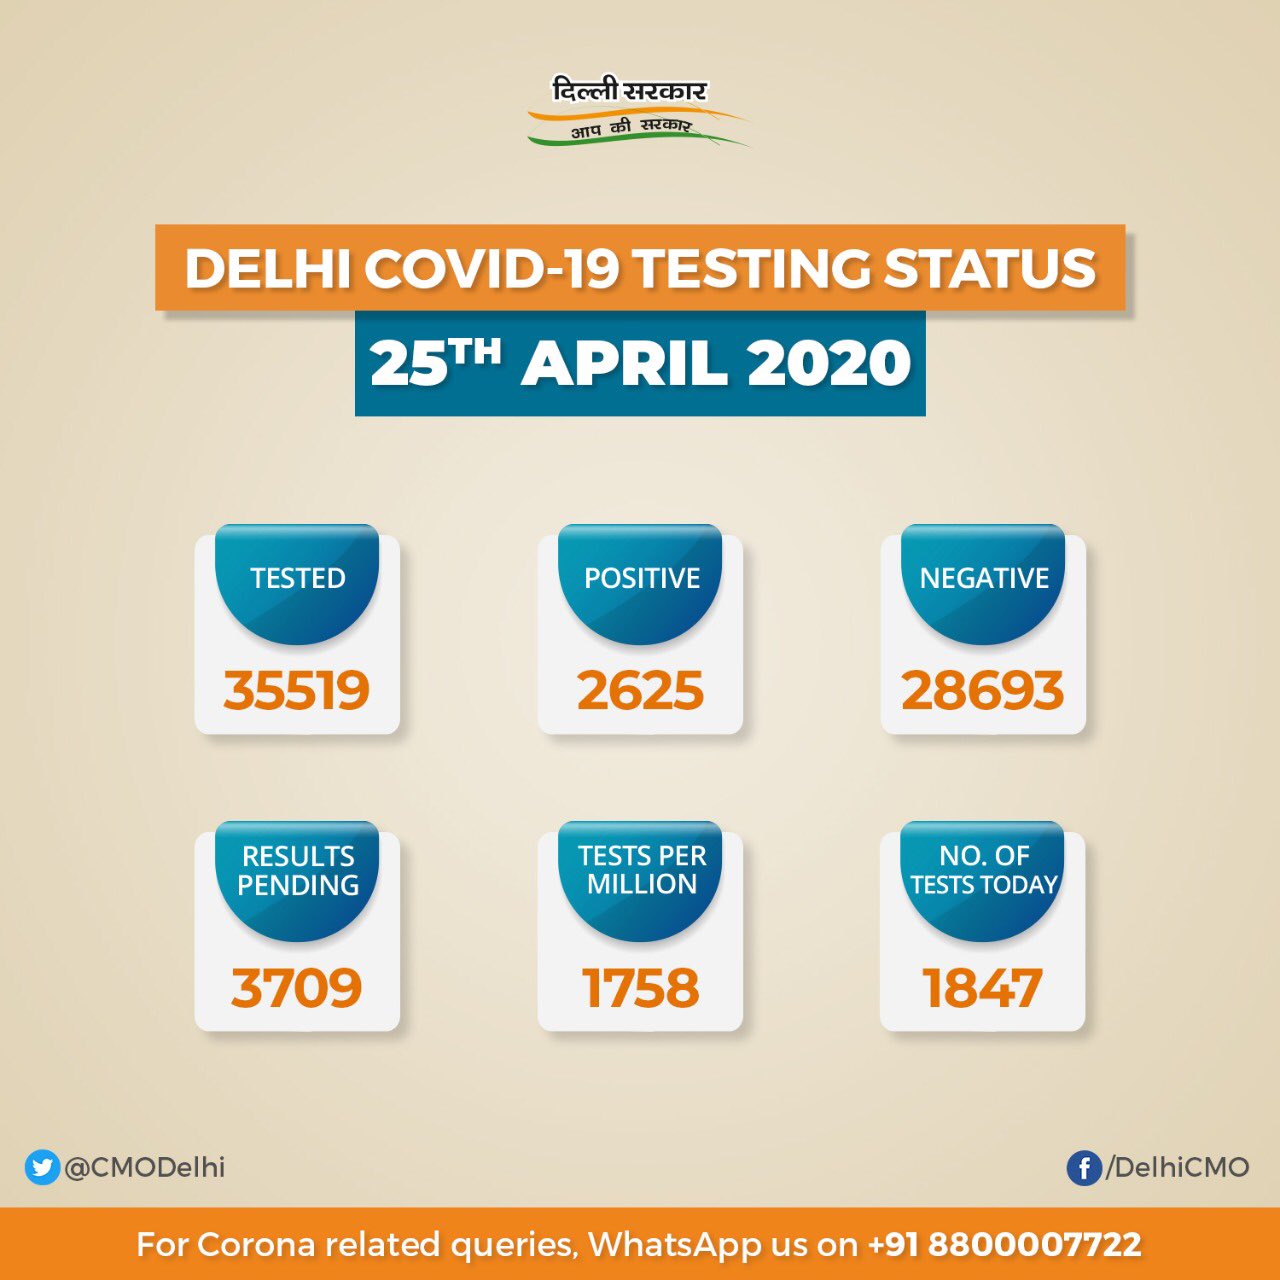 दिल्ली सरकार
आप की सरकार
DELHI COVID-19 TESTING STATUS
25TH APRIL 2020
TESTED
35519
POSITIVE
2625
NEGATIVE
28693
RESULTS
PENDING
3709
TESTS PER
MILLION
1758
NO. OF
TESTS TODAY
1847
@CMODelhi
/DelhiCMO
For Corona related queries, WhatsApp us on +91 8800007722